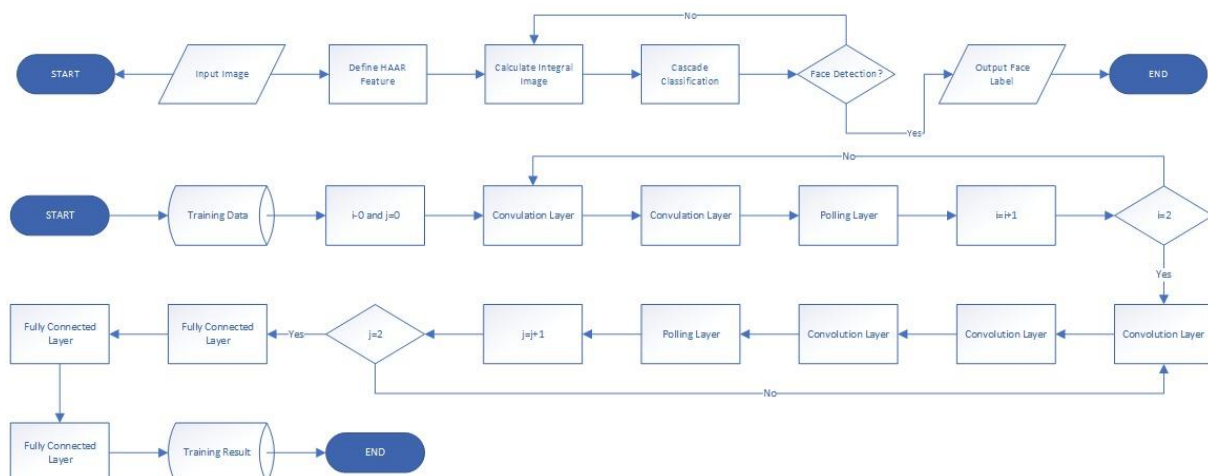 No
START
Input Image
Define HAAR
Feature
Calculate Integral
Image
Cascade
Classification
Face Detection?
Output Face
Label
END
Yes
No
START
Training Data
i-0 and j=0
Convulation Layer
Convulation Layer
Polling Layer
i=i+1
i=2
Yes
Fully Connected
Layer
Fully Connected
Layer
Yes
j=2
j=j+1
Polling Layer
Convolution Layer
Convolution Layer
Convolution Layer
No
Fully Connected
Layer
Training Result
END